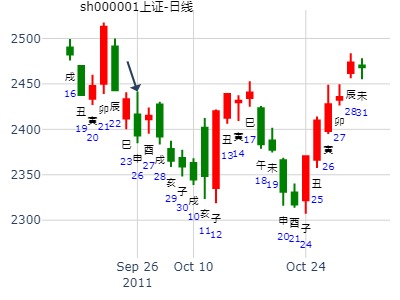 sh000001上证-日线
2500
2450
2400
2350
2300
戌
16
丑
19
寅
20
卯
21
辰
22
巳
23
申
26
酉
27
戌
28
亥
29
子
30
戌
10
亥
11
子
12
丑
13
寅
14
巳
17
午
18
未
19
申
20
酉
21
子
24
丑
25
寅
26
卯
27
辰
28
未
31
Sep 26
2011
Oct 10
Oct 24